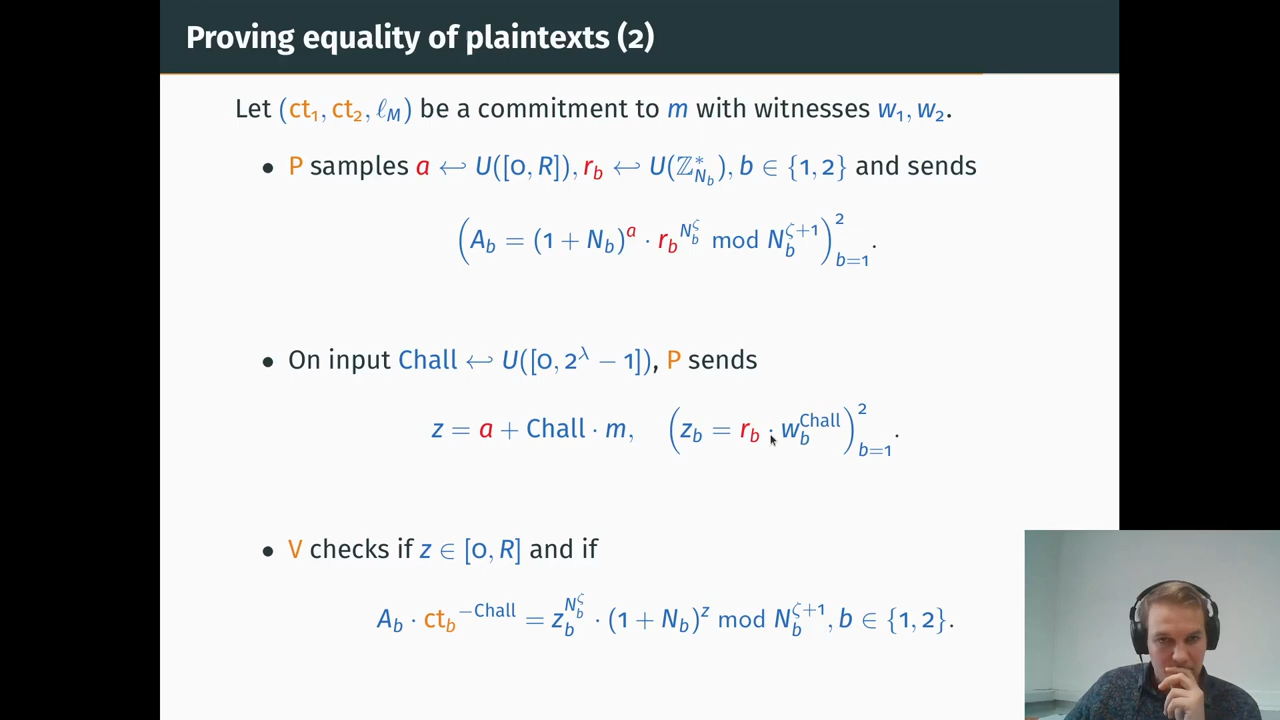 Proving equality of plaintexts (2)
Let (ct₁, ct₂, ℓ_M) be a commitment to m with witnesses w₁, w₂.
• P samples a ↩ U([0, R]), r_b ↩ U(ℤ*_{N_b}), b ∈ {1, 2} and sends
(A_b = (1 + N_b)^a · r_b^{N_b^ζ} mod N_b^{ζ+1})²_{b=1}.
• On input Chall ↩ U([0, 2^λ − 1]), P sends
z = a + Chall · m, (z_b = r_b · w_b^{Chall})²_{b=1}.
• V checks if z ∈ [0, R] and if
A_b · ct_b^{−Chall} = z_b^{N_b^ζ} · (1 + N_b)^z mod N_b^{ζ+1}, b ∈ {1, 2}.